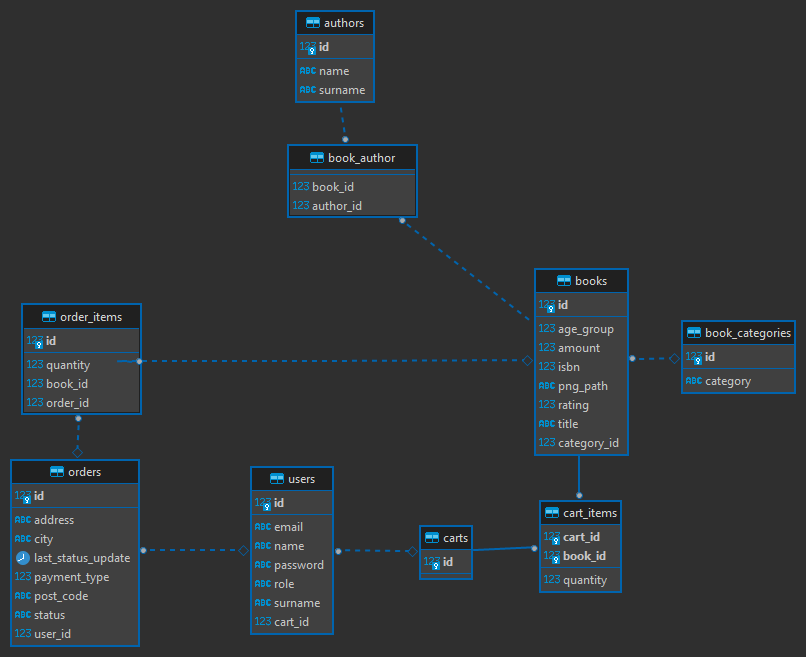 authors
123 id
ABC name
ABC surname
book_author
123 book_id
123 author_id
books
123 id
123 age_group
123 amount
123 isbn
ABC png_path
123 rating
ABC title
123 category_id
order_items
123 id
123 quantity
123 book_id
123 order_id
book_categories
123 id
ABC category
orders
123 id
ABC address
ABC city
last_status_update
123 payment_type
ABC post_code
ABC status
123 user_id
users
123 id
ABC email
ABC name
ABC password
ABC role
ABC surname
123 cart_id
carts
123 id
cart_items
123 cart_id
123 book_id
123 quantity